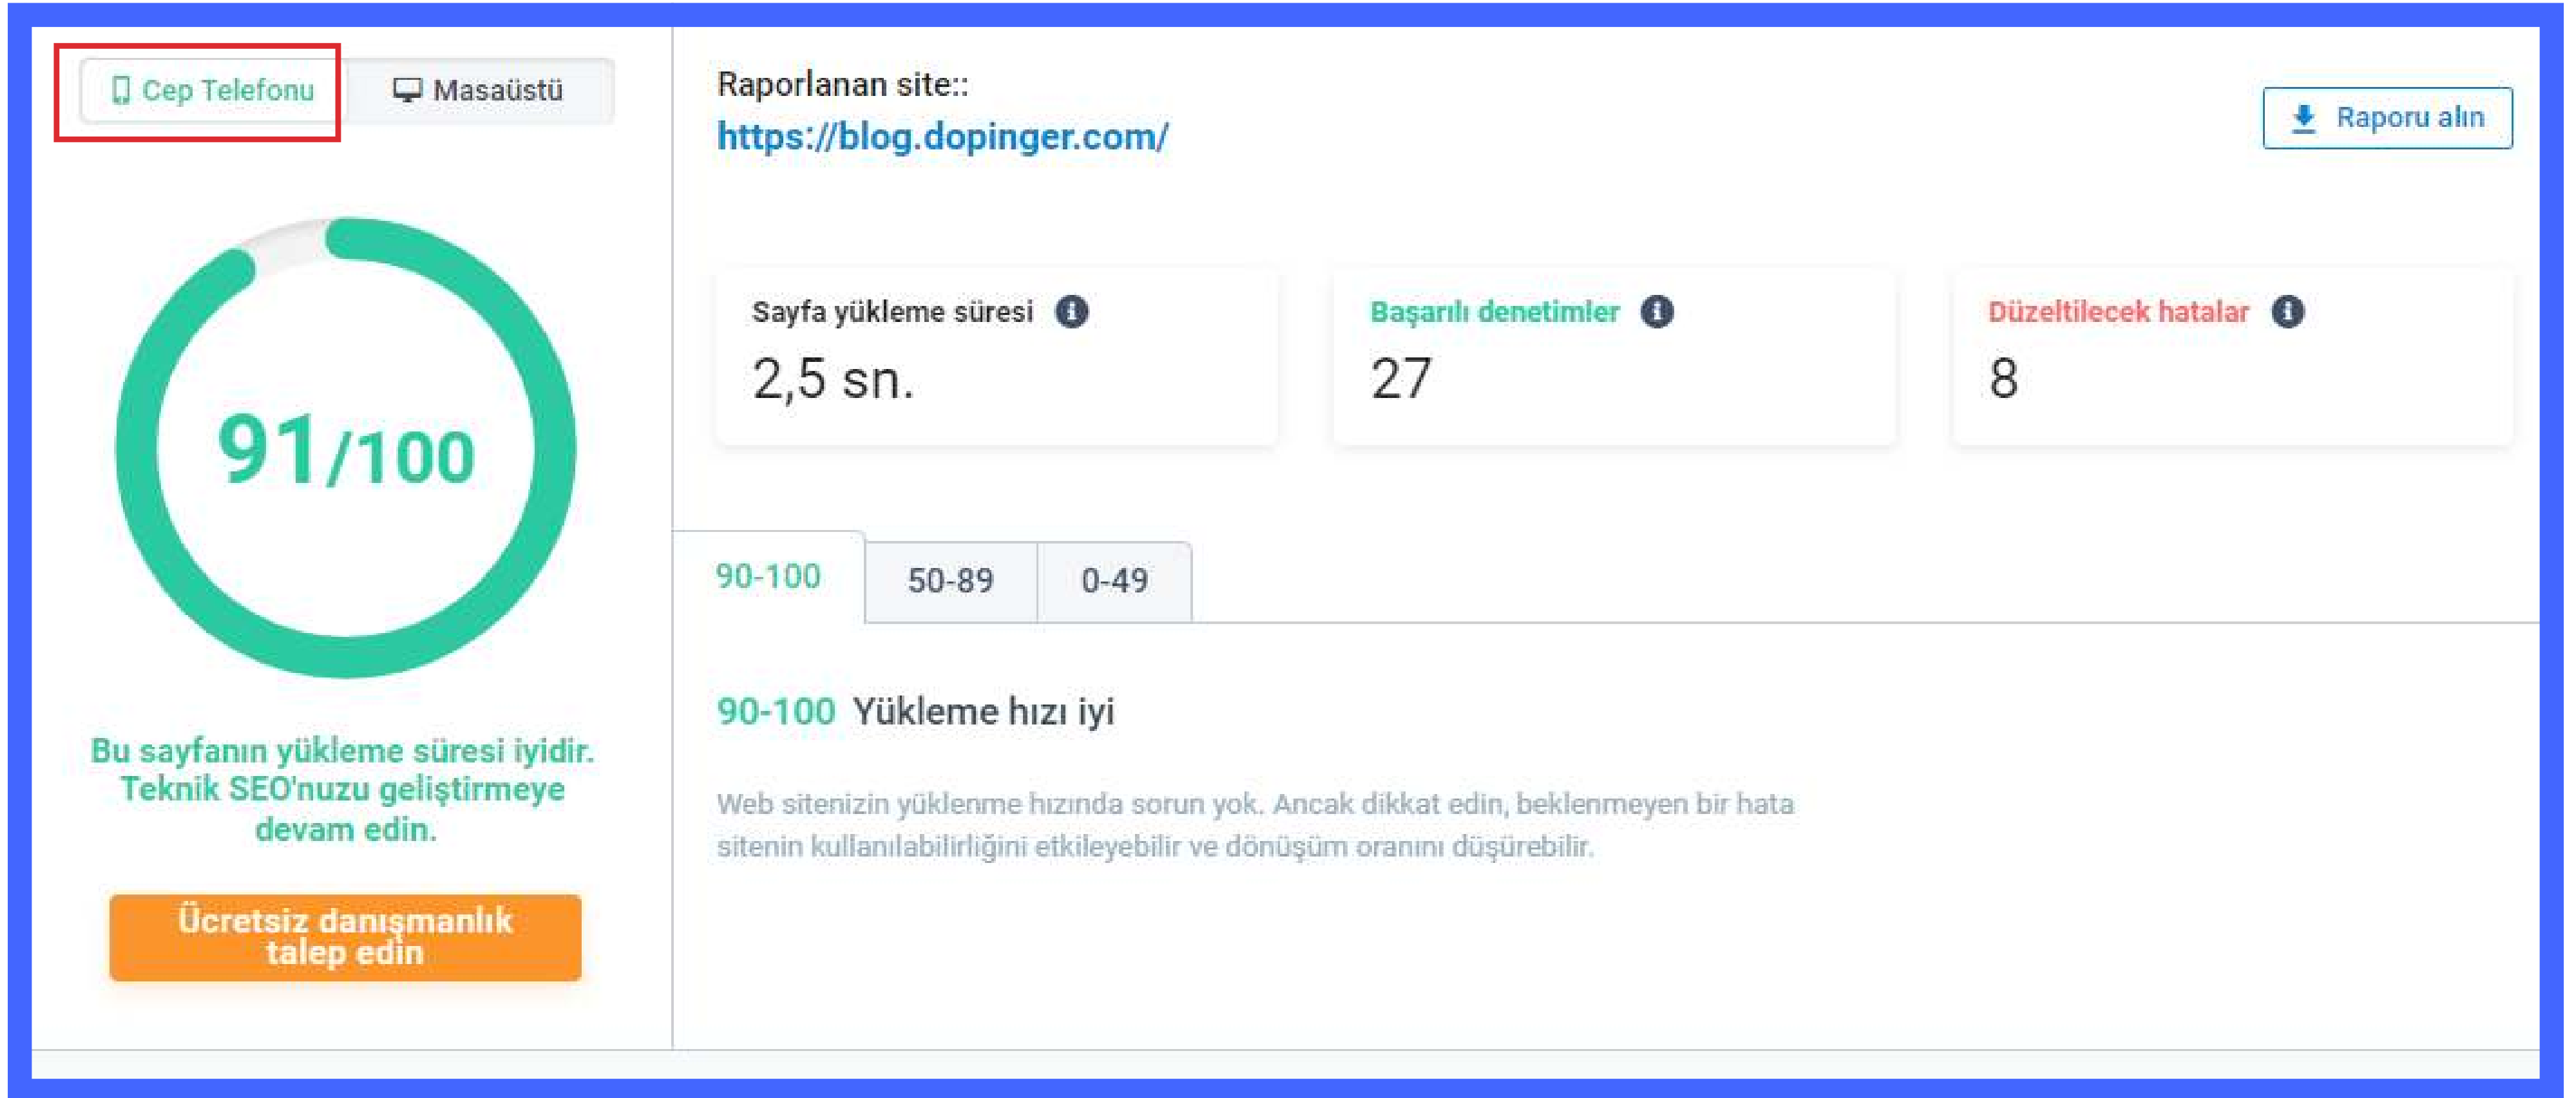 Cep Telefonu
Masaüstü
91/100
Bu sayfanın yükleme süresi iyidir.
Teknik SEO'nuzu geliştirmeye
devam edin.
Ücretsiz danışmanlık
talep edin
Raporlanan site::
https://blog.dopinger.com/
Raporu alın
Sayfa yükleme süresi
2,5 sn.
Başarılı denetimler
27
Düzeltilecek hatalar
8
90-100
50-89
0-49
90-100 Yükleme hızı iyi
Web sitenizin yüklenme hızında sorun yok. Ancak dikkat edin, beklenmeyen bir hata
sitenin kullanılabilirliğini etkileyebilir ve dönüşüm oranını düşürebilir.